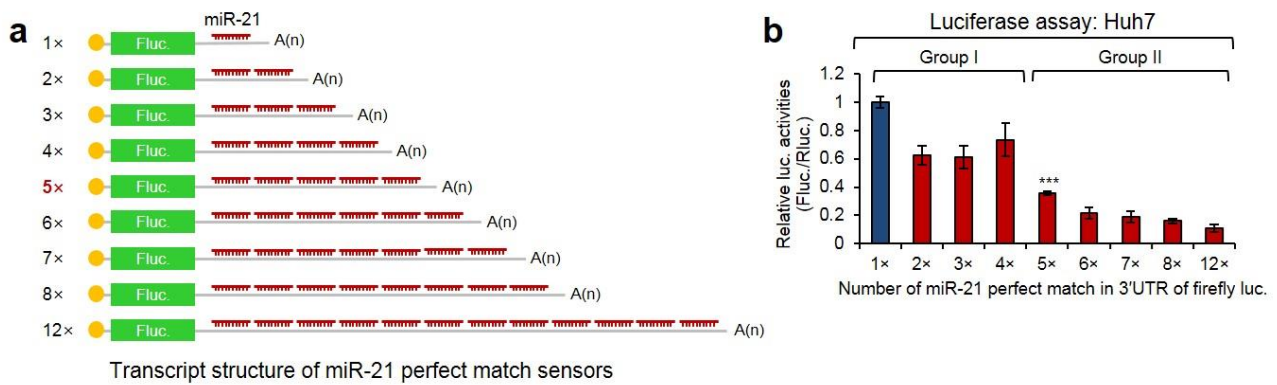 a
miR-21
1× Fluc. A(n)
2× Fluc. A(n)
3× Fluc. A(n)
4× Fluc. A(n)
5× Fluc. A(n)
6× Fluc. A(n)
7× Fluc. A(n)
8× Fluc. A(n)
12× Fluc. A(n)
Transcript structure of miR-21 perfect match sensors
b
Luciferase assay: Huh7
Group I Group II
Relative luc. activities
(Fluc./Rluc.)
1.2
1
0.8
0.6
0.4
0.2
0
***
1× 2× 3× 4× 5× 6× 7× 8× 12×
Number of miR-21 perfect match in 3′UTR of firefly luc.